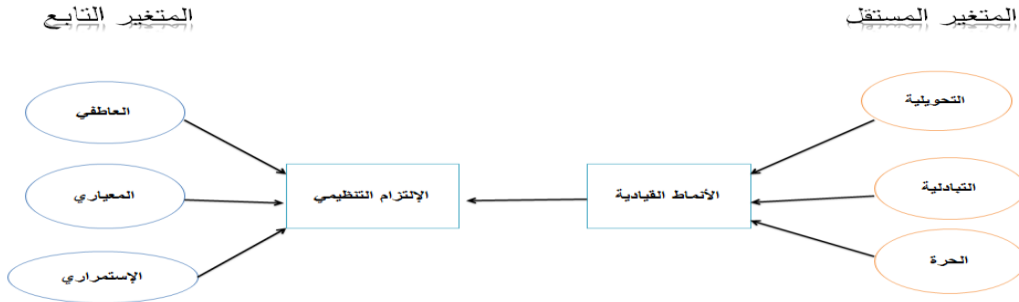 المتغير المستقل
المتغير التابع
التحويلية
العاطفي
التبادلية
الأنماط القيادية
الإلتزام التنظيمي
المعياري
الحرة
الإستمراري